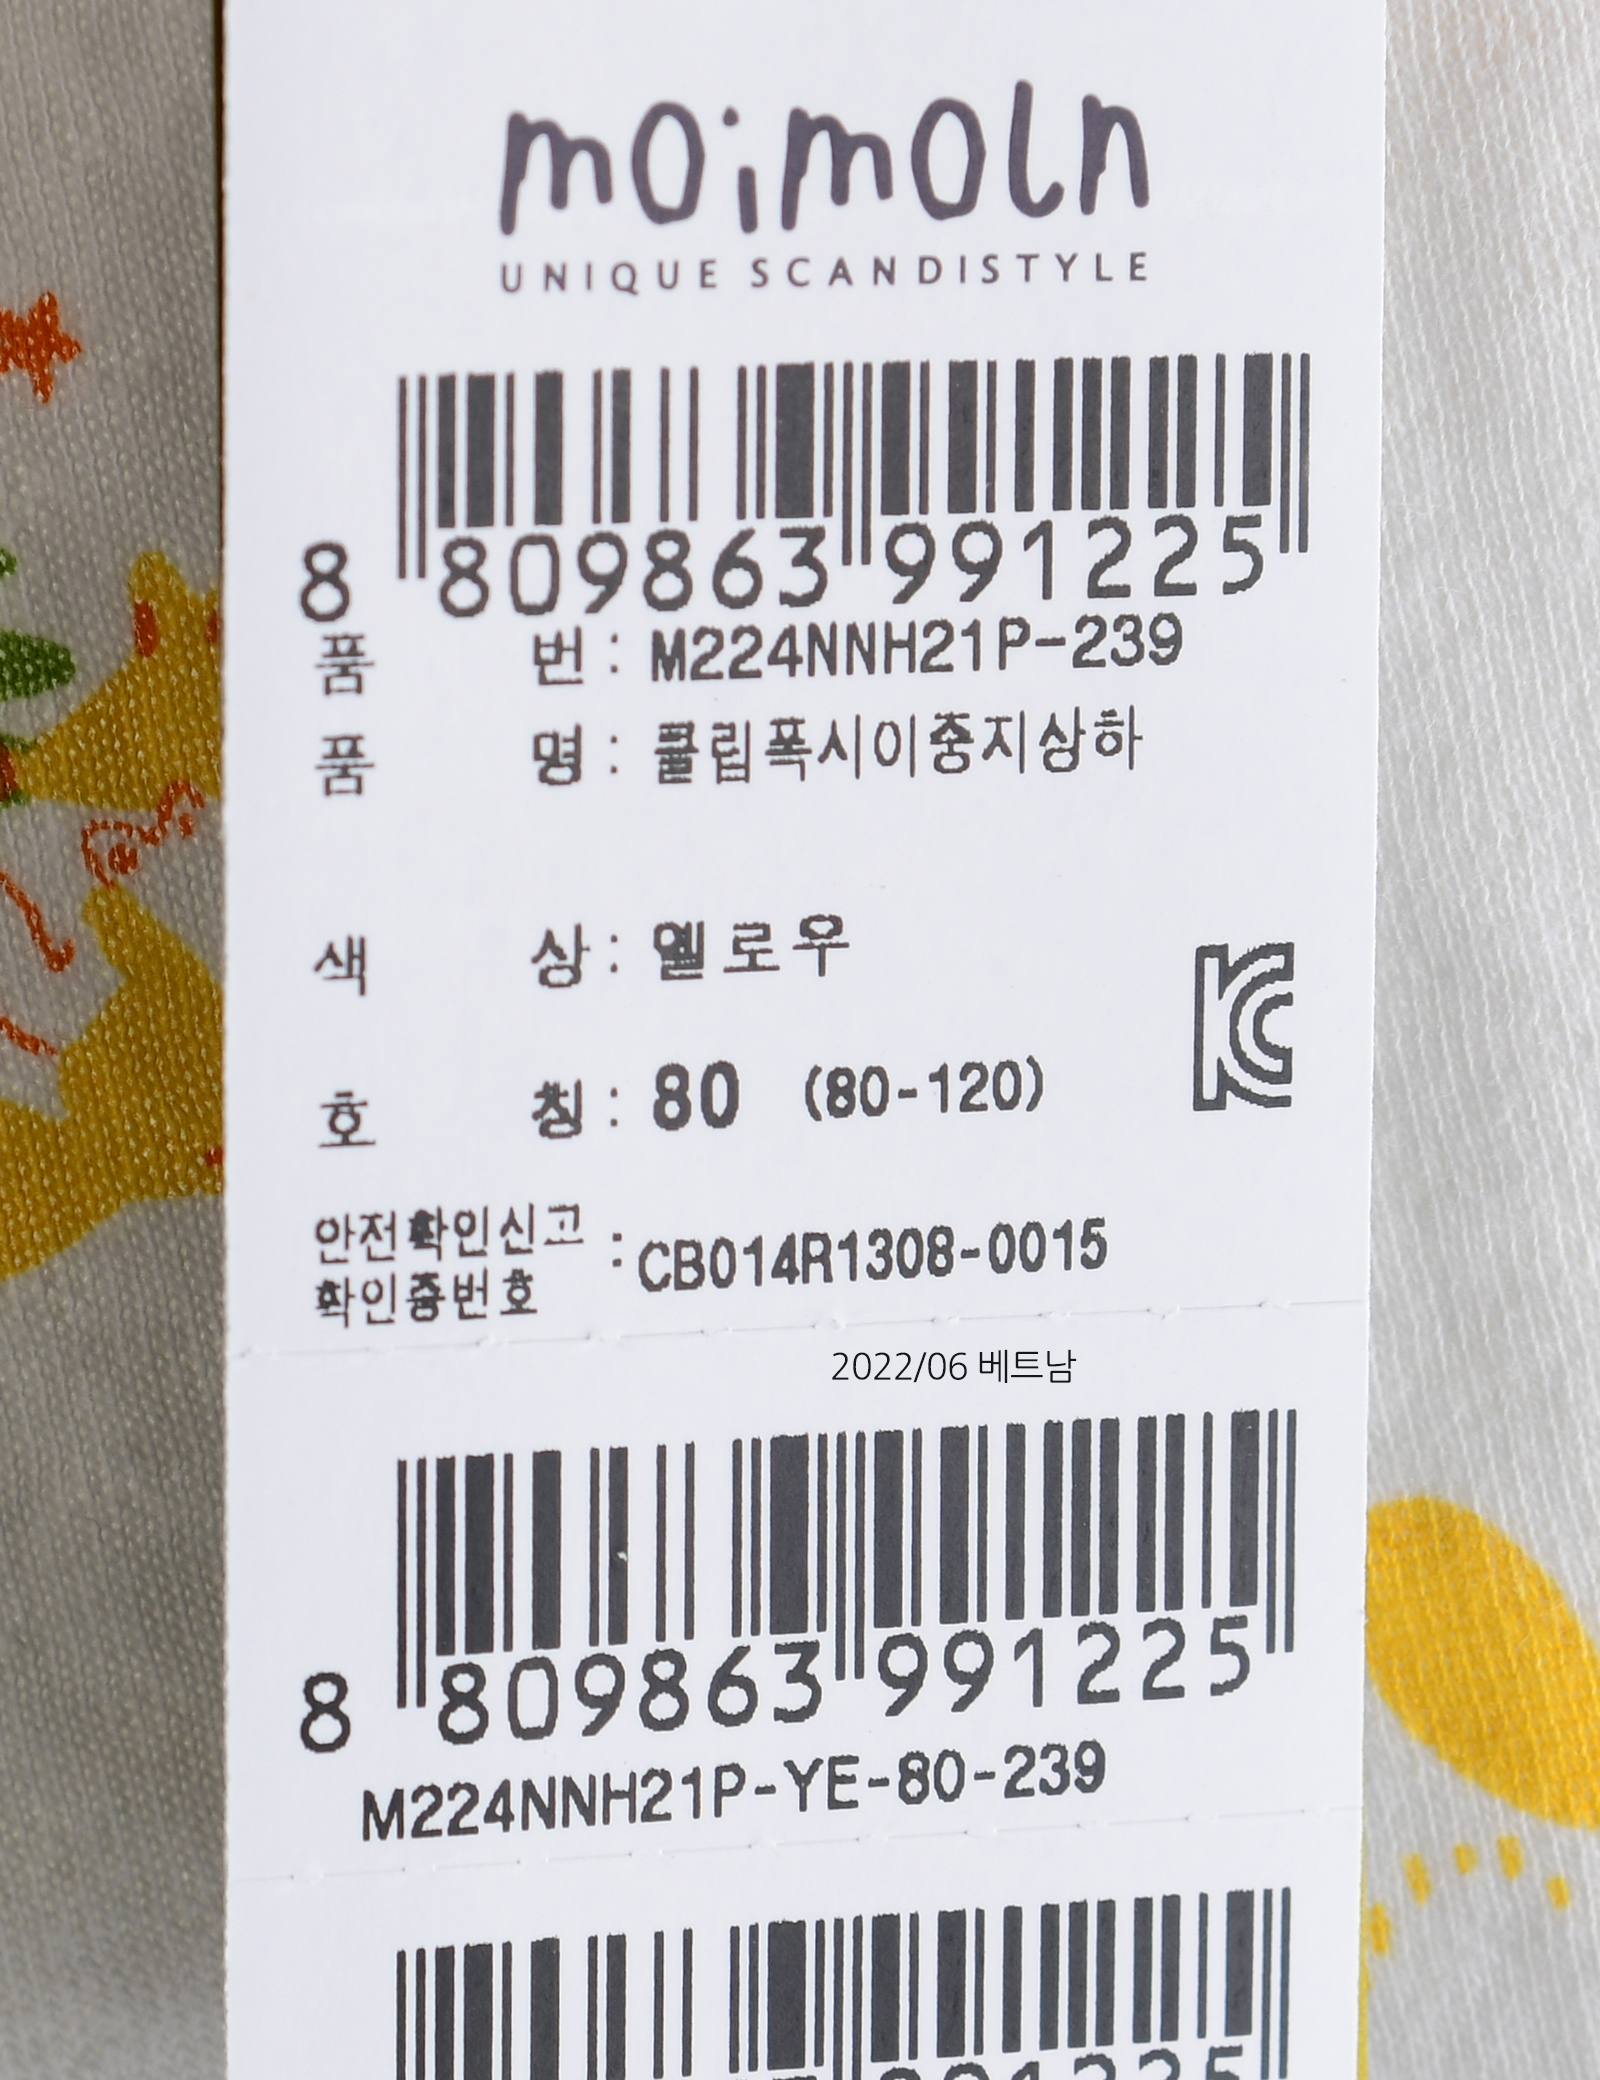 moimoln
UNIQUE SCANDISTYLE
8 809863 991225
품 번 : M224NNH21P-239
품 명 : 쿨립폭시이중지상하
색 상 : 옐로우
호 칭 : 80 (80-120)
안전확인신고
확인증번호 : CB014R1308-0015
2022/06 베트남
8 809863 991225
M224NNH21P-YE-80-239